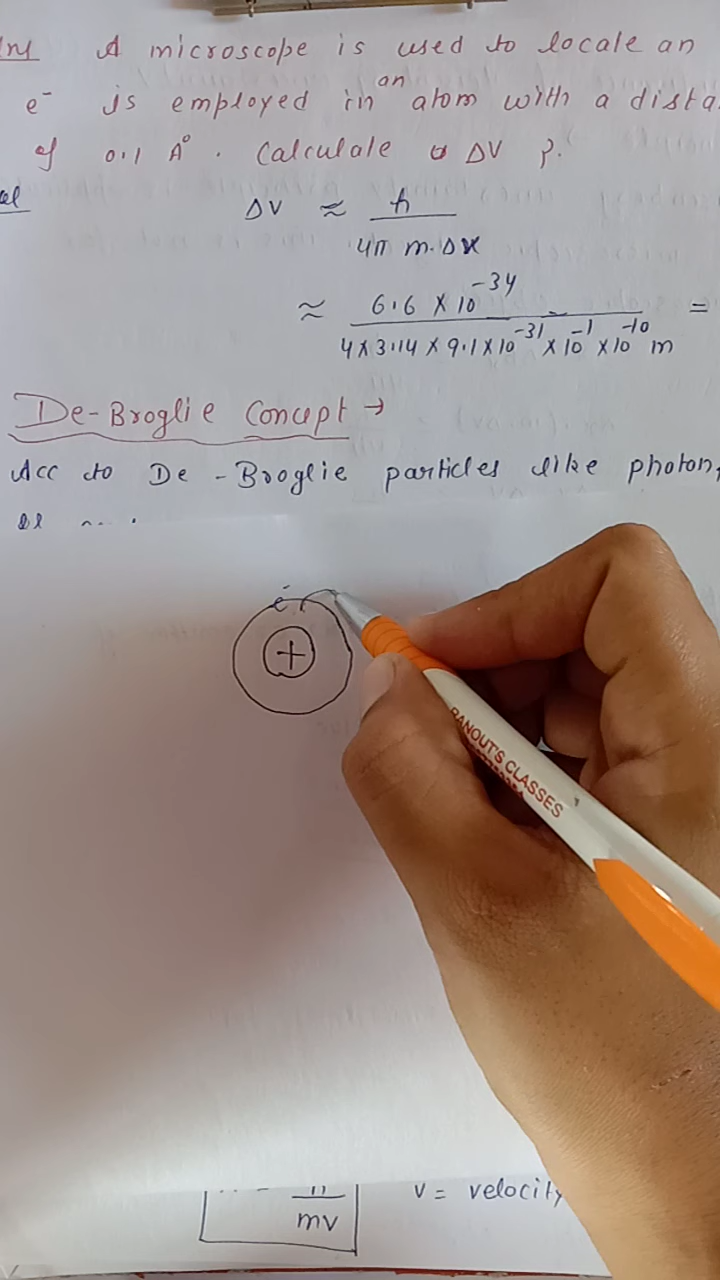 A microscope is used to locale an
e⁻ is employed in an atom with a dista
of 0.1 A° . Calculate ΔV ?.
ΔV ≈ h / 4π m.Δx
≈ 6.6 × 10⁻³⁴ / 4 × 3.14 × 9.1 × 10⁻³¹ × 10⁻¹ × 10⁻¹⁰ m =
De-Broglie Concept →
Acc to De - Broglie particles like photon,
e⁻
+
RANOUT'S CLASSES
mv
v = velocity